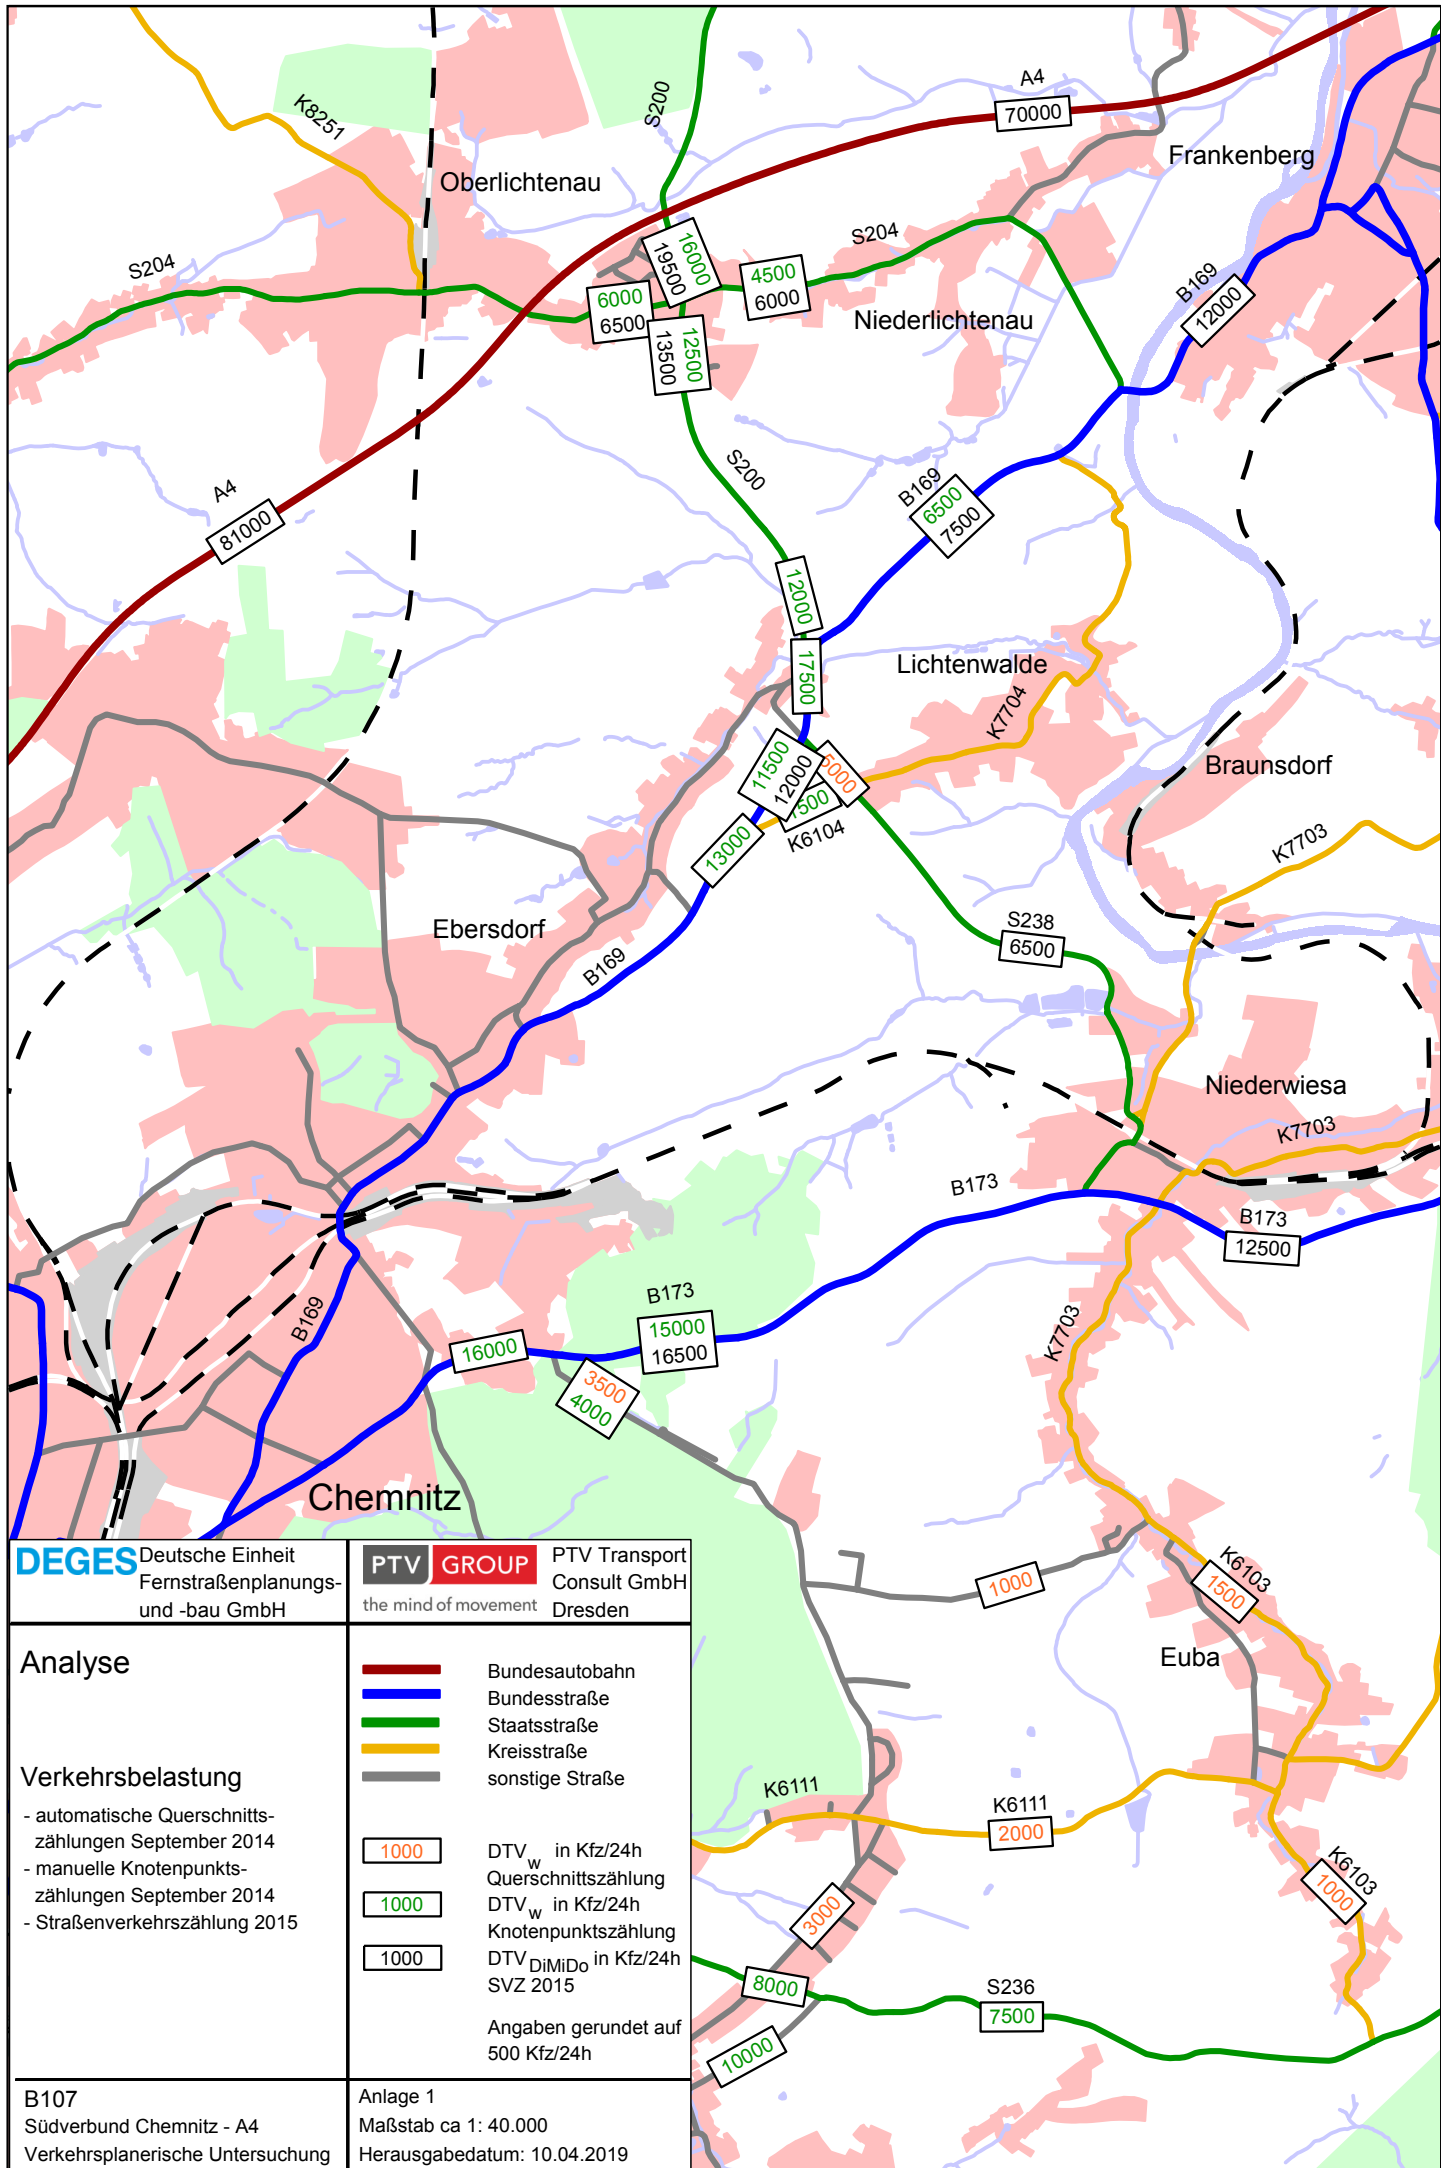 A4
70000
S200
K8251
Frankenberg
Oberlichtenau
S204
S204
16000
19500
4500
6000
6000
6500
B169
12000
Niederlichtenau
12500
13500
S200
A4
81000
B169
6500
7500
12000
17500
Lichtenwalde
K7704
Braunsdorf
11500
12000
5000
1500
K6104
13000
K7703
Ebersdorf
S238
6500
B169
Niederwiesa
K7703
B173
B173
12500
B173
15000
16500
B169
16000
K7703
3500
4000
Chemnitz
K6103
1500
1000
Euba
K6111
K6111
2000
K6103
1000
3000
8000
S236
7500
10000
DEGES
Deutsche Einheit
Fernstraßenplanungs-
und -bau GmbH
PTV GROUP
the mind of movement
PTV Transport
Consult GmbH
Dresden
Analyse
Verkehrsbelastung
- automatische Querschnitts-
zählungen September 2014
- manuelle Knotenpunkts-
zählungen September 2014
- Straßenverkehrszählung 2015
Bundesautobahn
Bundesstraße
Staatsstraße
Kreisstraße
sonstige Straße
1000
DTVw in Kfz/24h
Querschnittszählung
1000
DTVw in Kfz/24h
Knotenpunktszählung
1000
DTVDiMiDo in Kfz/24h
SVZ 2015
Angaben gerundet auf
500 Kfz/24h
B107
Südverbund Chemnitz - A4
Verkehrsplanerische Untersuchung
Anlage 1
Maßstab ca 1: 40.000
Herausgabedatum: 10.04.2019